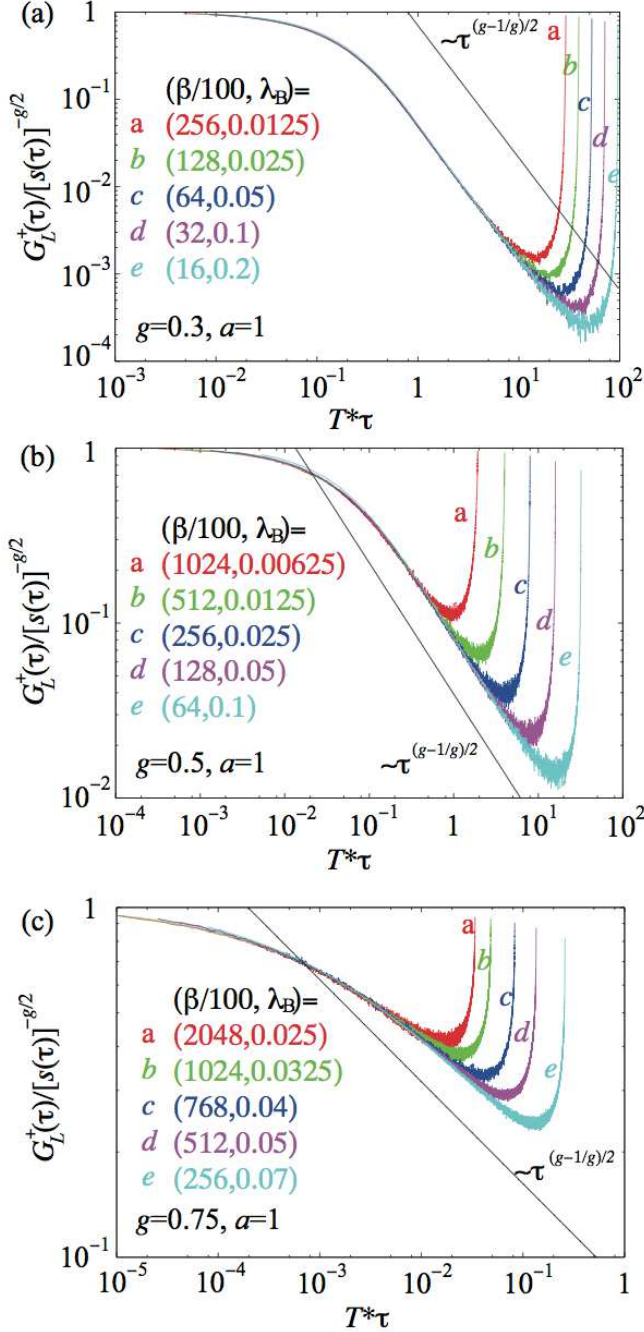 (a)
1
10⁻¹
10⁻²
10⁻³
10⁻⁴
G_L^+(τ)/[s(τ)]^{-g/2}
~τ^{(g-1/g)/2}
(β/100, λ_B)=
a (256,0.0125)
b (128,0.025)
c (64,0.05)
d (32,0.1)
e (16,0.2)
g=0.3, a=1
a
b
c
d
e
10⁻³ 10⁻² 10⁻¹ 1 10¹ 10²
T*τ
(b)
1
10⁻¹
10⁻²
G_L^+(τ)/[s(τ)]^{-g/2}
(β/100, λ_B)=
a (1024,0.00625)
b (512,0.0125)
c (256,0.025)
d (128,0.05)
e (64,0.1)
g=0.5, a=1
~τ^{(g-1/g)/2}
a
b
c
d
e
10⁻⁴ 10⁻³ 10⁻² 10⁻¹ 1 10¹ 10²
T*τ
(c)
1
10⁻¹
G_L^+(τ)/[s(τ)]^{-g/2}
(β/100, λ_B)=
a (2048,0.025)
b (1024,0.0325)
c (768,0.04)
d (512,0.05)
e (256,0.07)
g=0.75, a=1
~τ^{(g-1/g)/2}
a
b
c
d
e
10⁻⁵ 10⁻⁴ 10⁻³ 10⁻² 10⁻¹ 1
T*τ